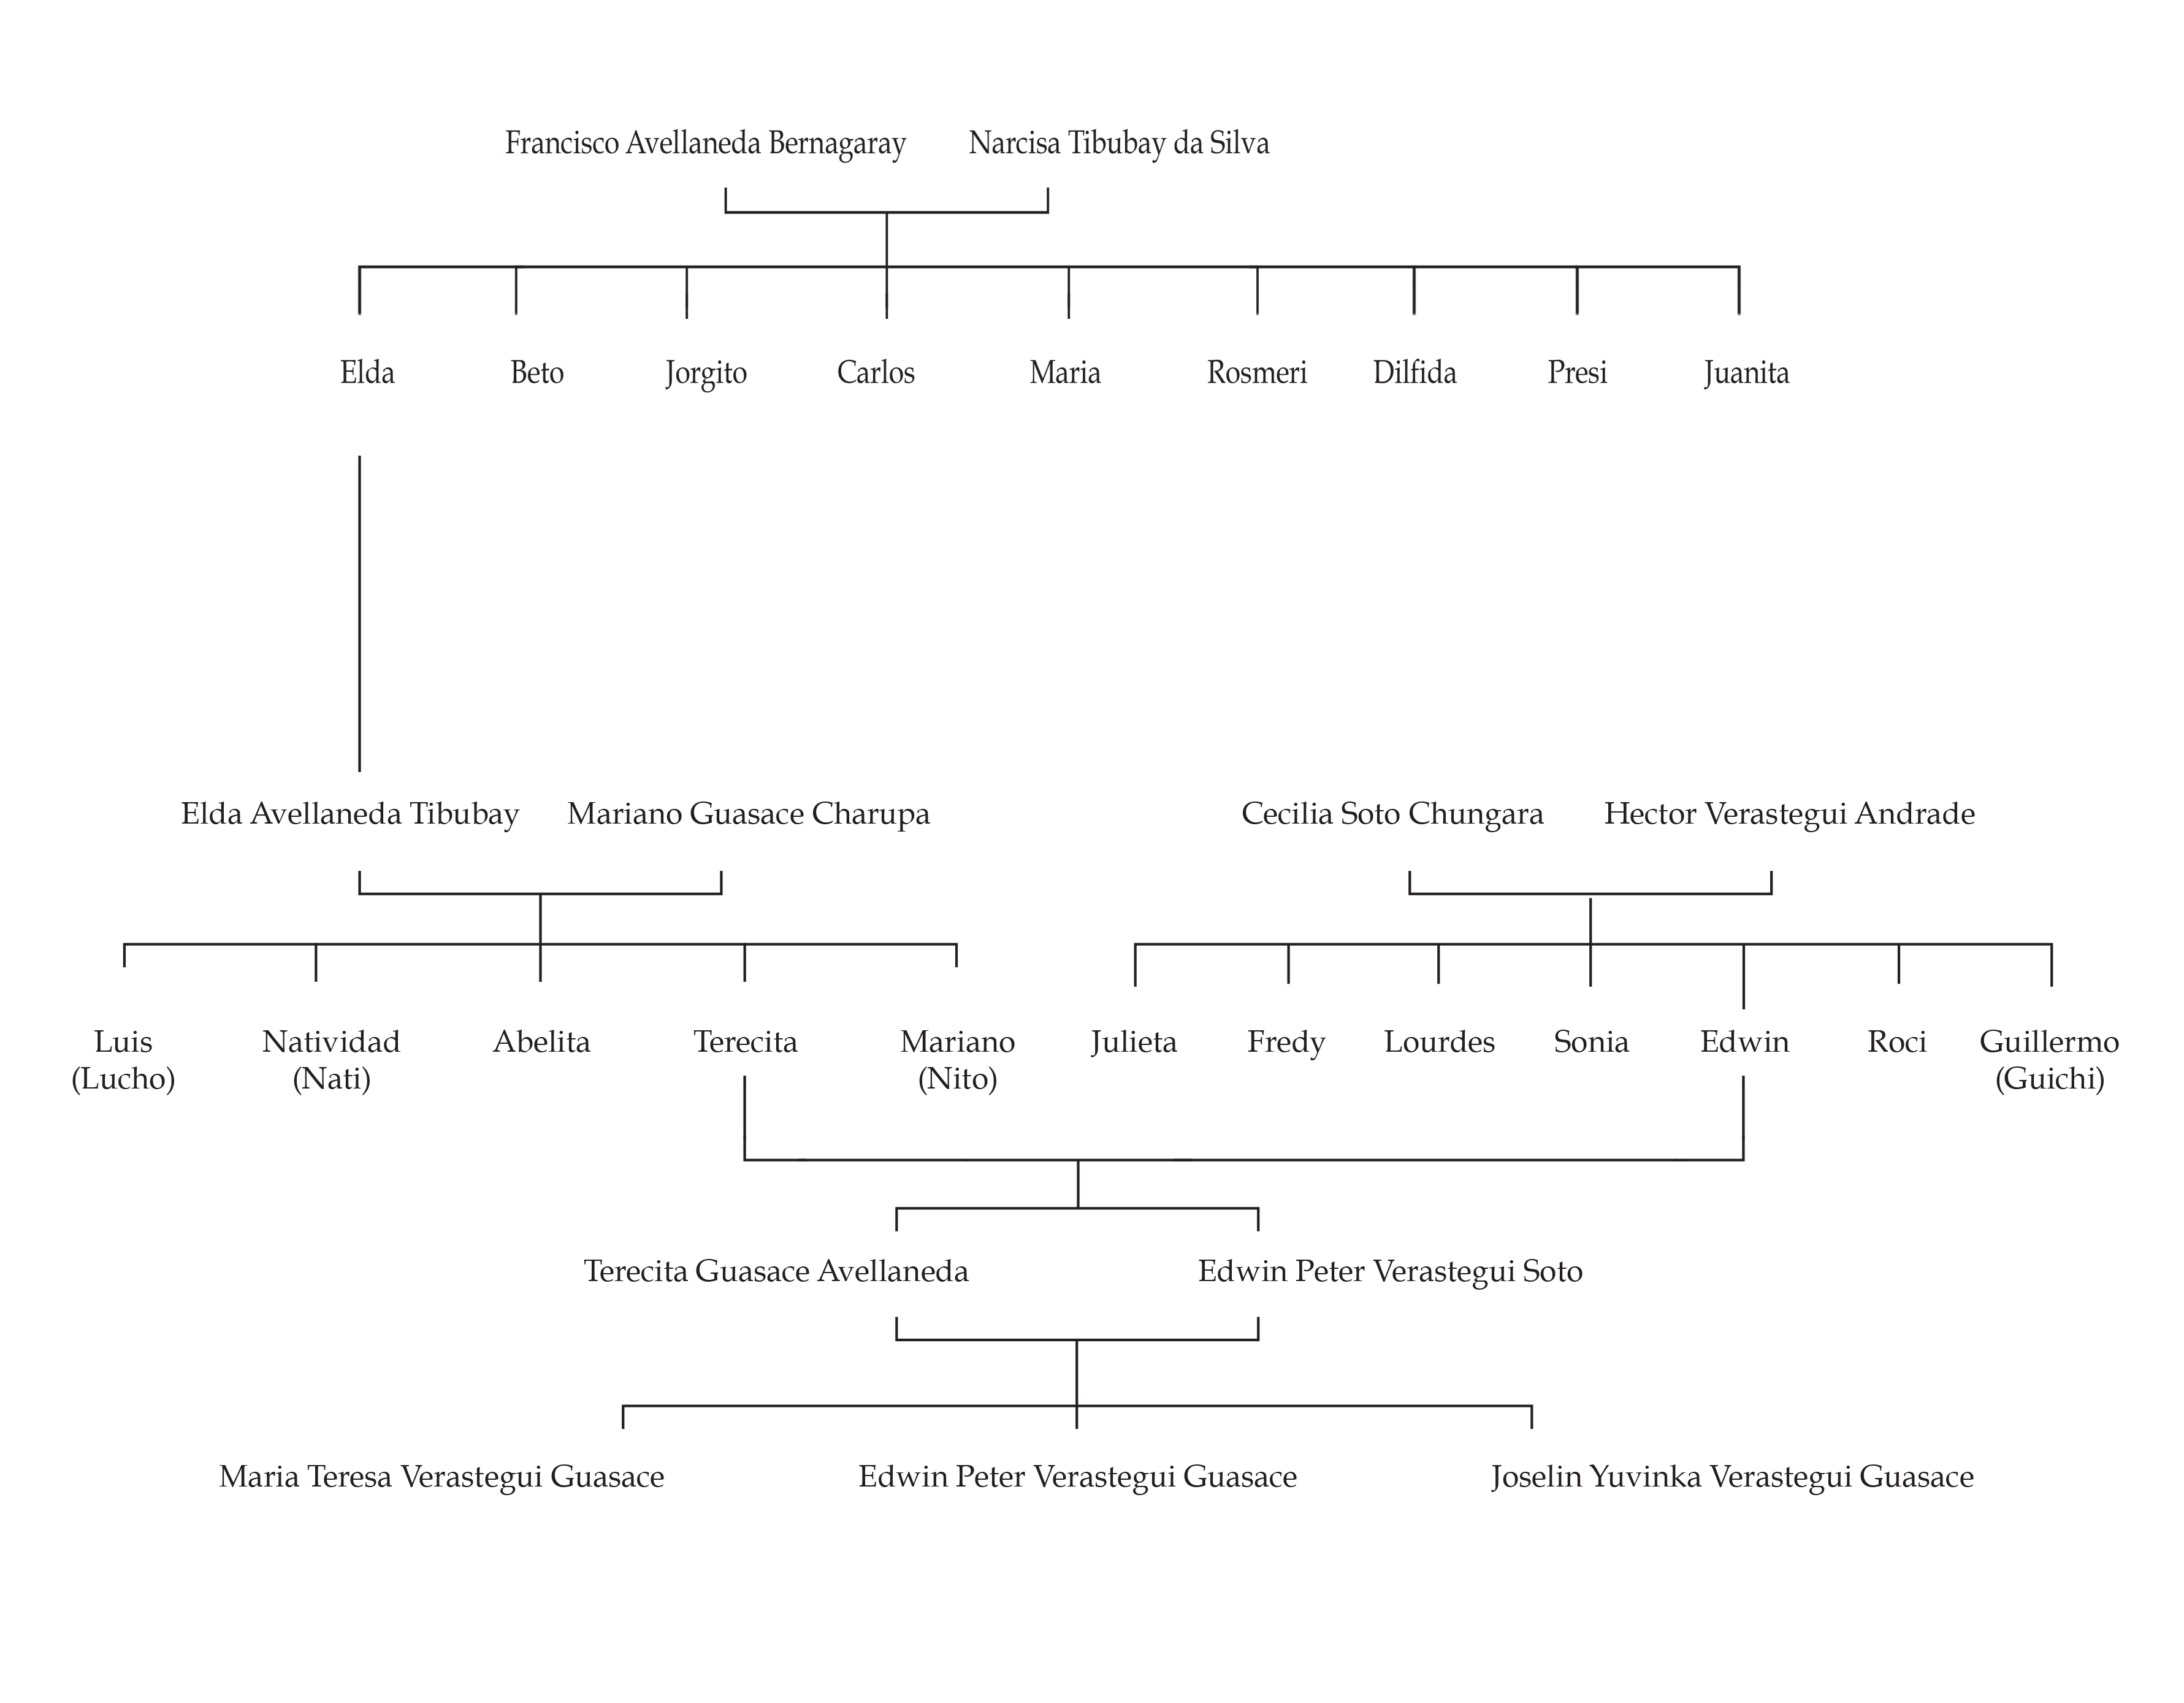 Francisco Avellaneda Bernagaray Narcisa Tibubay da Silva
Elda Beto Jorgito Carlos Maria Rosmeri Dilfida Presi Juanita
Elda Avellaneda Tibubay Mariano Guasace Charupa Cecilia Soto Chungara Hector Verastegui Andrade
Luis Natividad Abelita Terecita Mariano Julieta Fredy Lourdes Sonia Edwin Roci Guillermo
(Lucho) (Nati) (Nito) (Guichi)
Terecita Guasace Avellaneda Edwin Peter Verastegui Soto
Maria Teresa Verastegui Guasace Edwin Peter Verastegui Guasace Joselin Yuvinka Verastegui Guasace